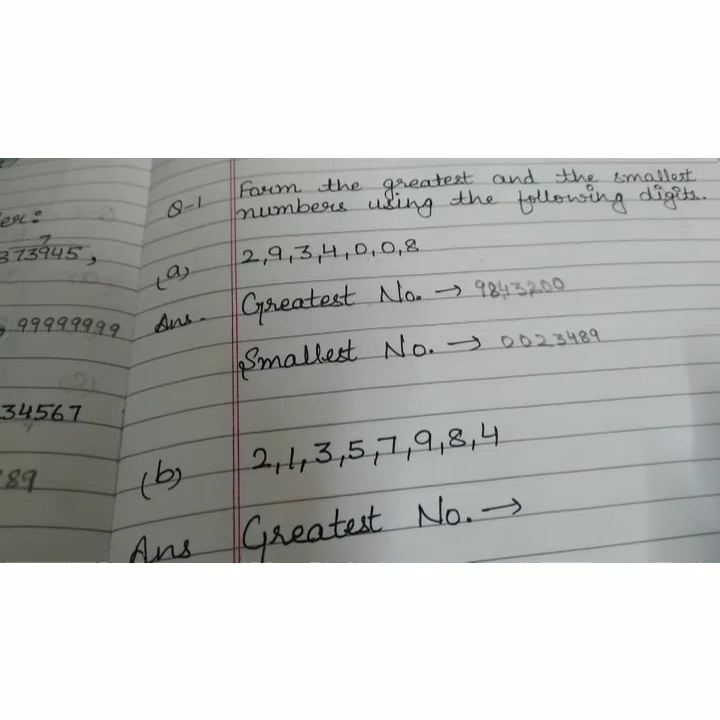 er:
7
373945,
99999999
34567
89
Q-1 Form the greatest and the smallest
numbers using the following digits.
(a) 2,9,3,4,0,0,8
Ans. Greatest No. → 9843200
Smallest No. → 0023489
(b) 2,1,3,5,7,9,8,4
Ans Greatest No. →